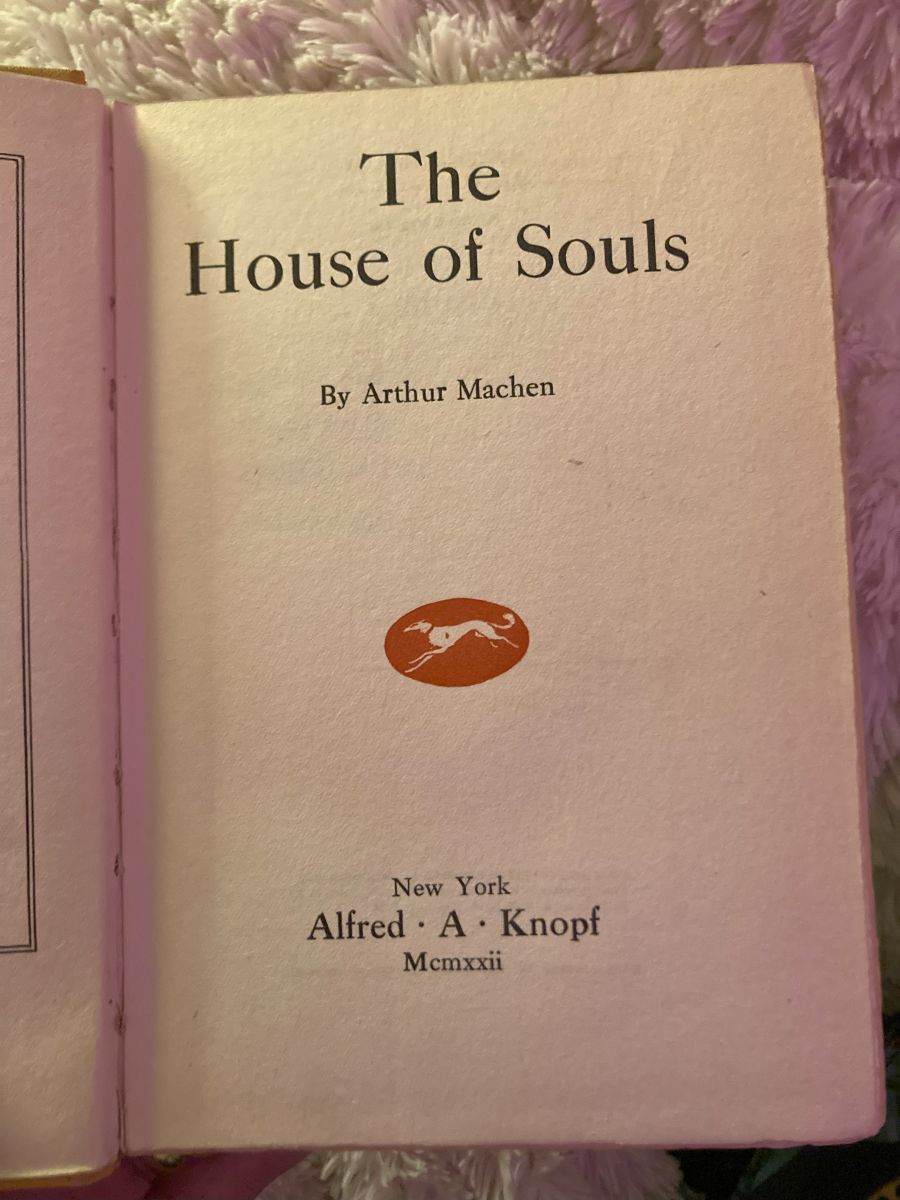 The
House of Souls
By Arthur Machen
New York
Alfred · A · Knopf
Mcmxxii